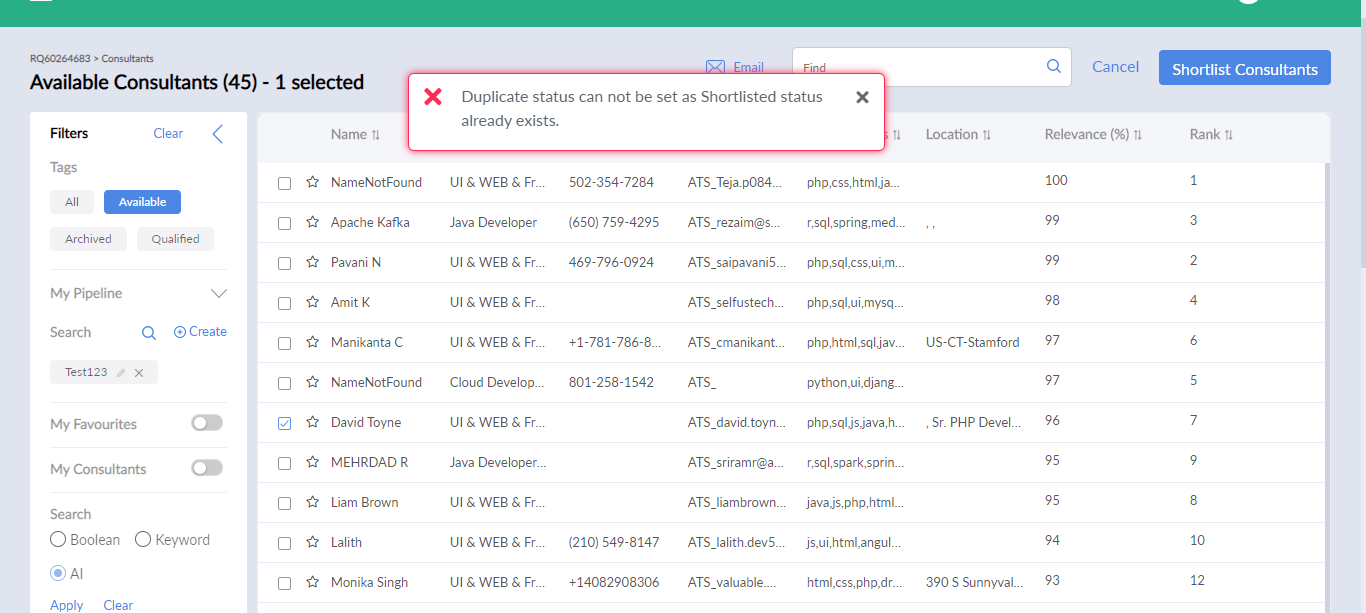 RQ60264683 > Consultants
Available Consultants (45) - 1 selected
Email
Find
Cancel
Shortlist Consultants
Duplicate status can not be set as Shortlisted status
already exists.
Filters
Clear
Tags
All
Available
Archived
Qualified
My Pipeline
Search
Create
Test123
My Favourites
My Consultants
Search
Boolean
Keyword
AI
Apply
Clear
Name Location Relevance (%) Rank
NameNotFound UI & WEB & Fr... 502-354-7284 ATS_Teja.p084... php,css,html,ja... 100 1
Apache Kafka Java Developer (650) 759-4295 ATS_rezaim@s... r,sql,spring,med... , , 99 3
Pavani N UI & WEB & Fr... 469-796-0924 ATS_saipavani5... php,sql,css,ui,m... 99 2
Amit K UI & WEB & Fr... ATS_selfustech... php,sql,ui,mysq... 98 4
Manikanta C UI & WEB & Fr... +1-781-786-8... ATS_cmanikant... php,html,sql,jav... US-CT-Stamford 97 6
NameNotFound Cloud Develop... 801-258-1542 ATS_ python,ui,djang... 97 5
David Toyne UI & WEB & Fr... ATS_david.toyn... php,sql,js,java,h... , Sr. PHP Devel... 96 7
MEHRDAD R Java Developer... ATS_sriramr@a... r,sql,spark,sprin... 95 9
Liam Brown UI & WEB & Fr... ATS_liambrown... java,js,php,html... 95 8
Lalith UI & WEB & Fr... (210) 549-8147 ATS_lalith.dev5... js,ui,html,angul... 94 10
Monika Singh UI & WEB & Fr... +14082908306 ATS_valuable.... html,css,php,dr... 390 S Sunnyval... 93 12